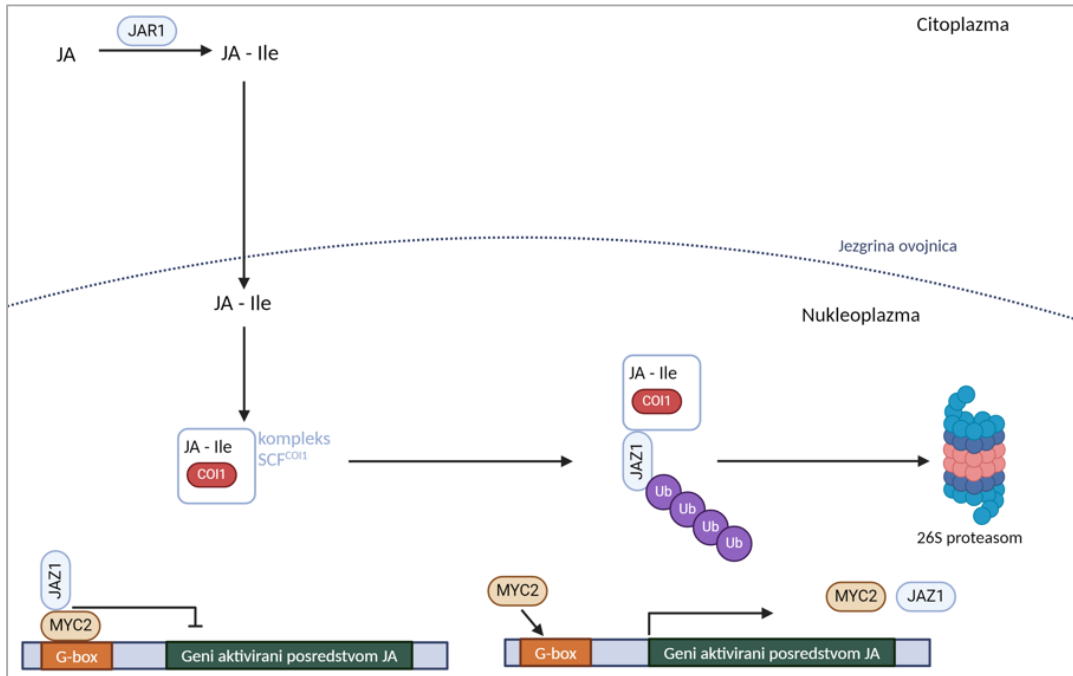 Citoplazma
JA
JAR1
JA - Ile
Jezgrina ovojnica
JA - Ile
Nukleoplazma
JA - Ile
COI1
kompleks
SCF^COI1
JA - Ile
COI1
JAZ1
Ub
Ub
Ub
Ub
26S proteasom
JAZ1
MYC2
G-box
Geni aktivirani posredstvom JA
MYC2
G-box
Geni aktivirani posredstvom JA
MYC2
JAZ1